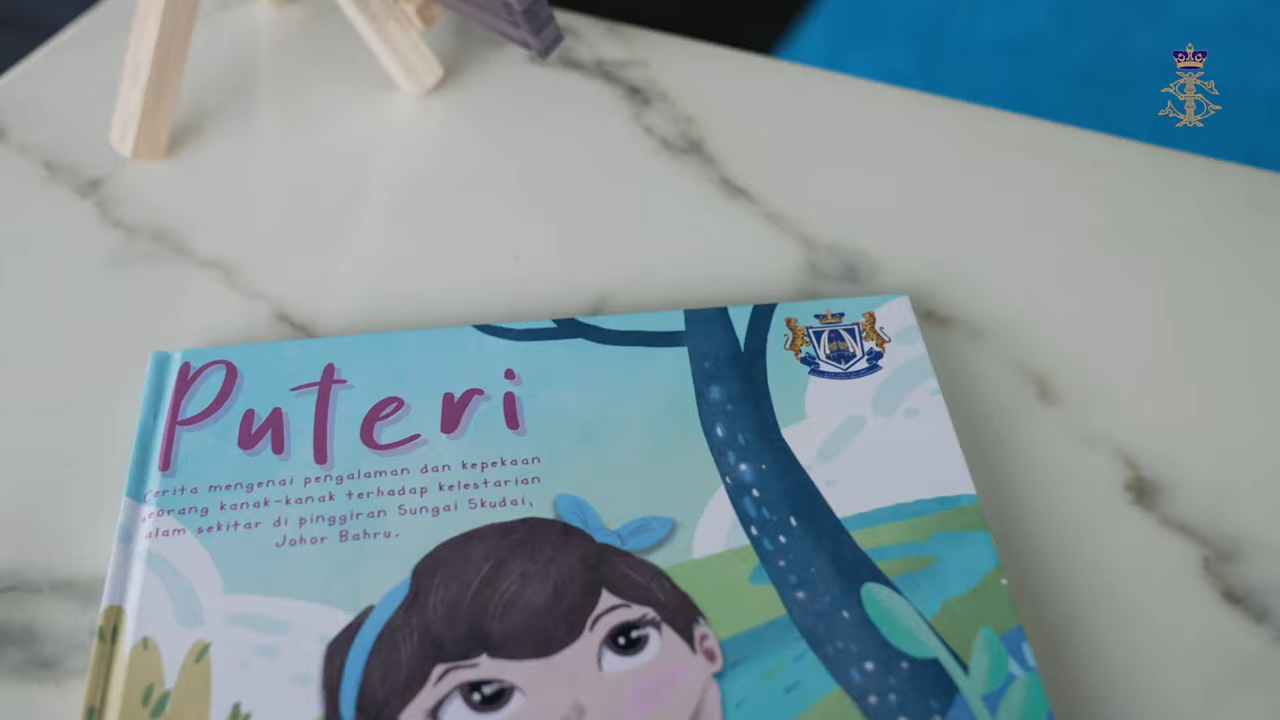 Puteri
Cerita mengenai pengalaman dan kepekaan
seorang kanak-kanak terhadap kelestarian
alam sekitar di pinggiran Sungai Skudai,
Johor Bahru.